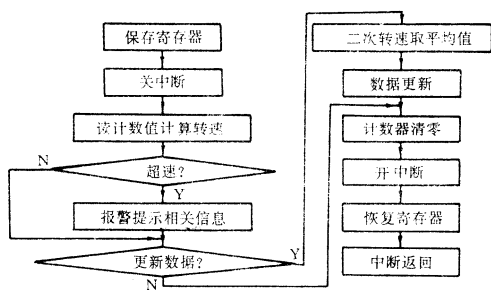 保存寄存器
关中断
读计数值计算转速
N
超速?
Y
报警提示相关信息
更新数据?
Y
N
二次转速取平均值
数据更新
计数器清零
开中断
恢复寄存器
中断返回